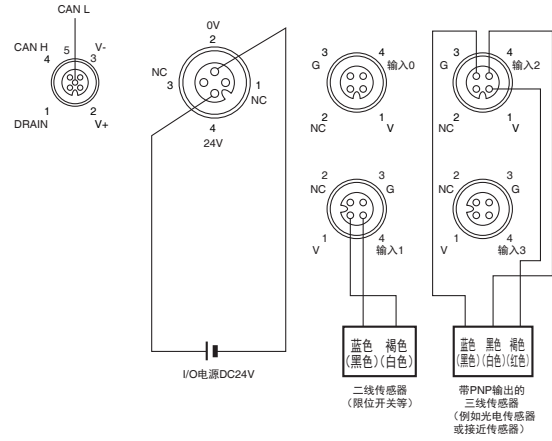 CAN L
CAN H 5 V-
4 3
1 2
DRAIN V+
0V
2
NC
3
1
NC
4
24V
I/O电源DC24V
3 4
G 输入0
2 1
NC V
3 4
G 输入2
2 1
NC V
2 3
NC G
1 4
V 输入1
2 3
NC G
1 4
V 输入3
蓝色 褐色
(黑色)(白色)
二线传感器
（限位开关等）
蓝色 黑色 褐色
(黑色)(白色)(红色)
带PNP输出的
三线传感器
（例如光电传感器
或接近传感器）